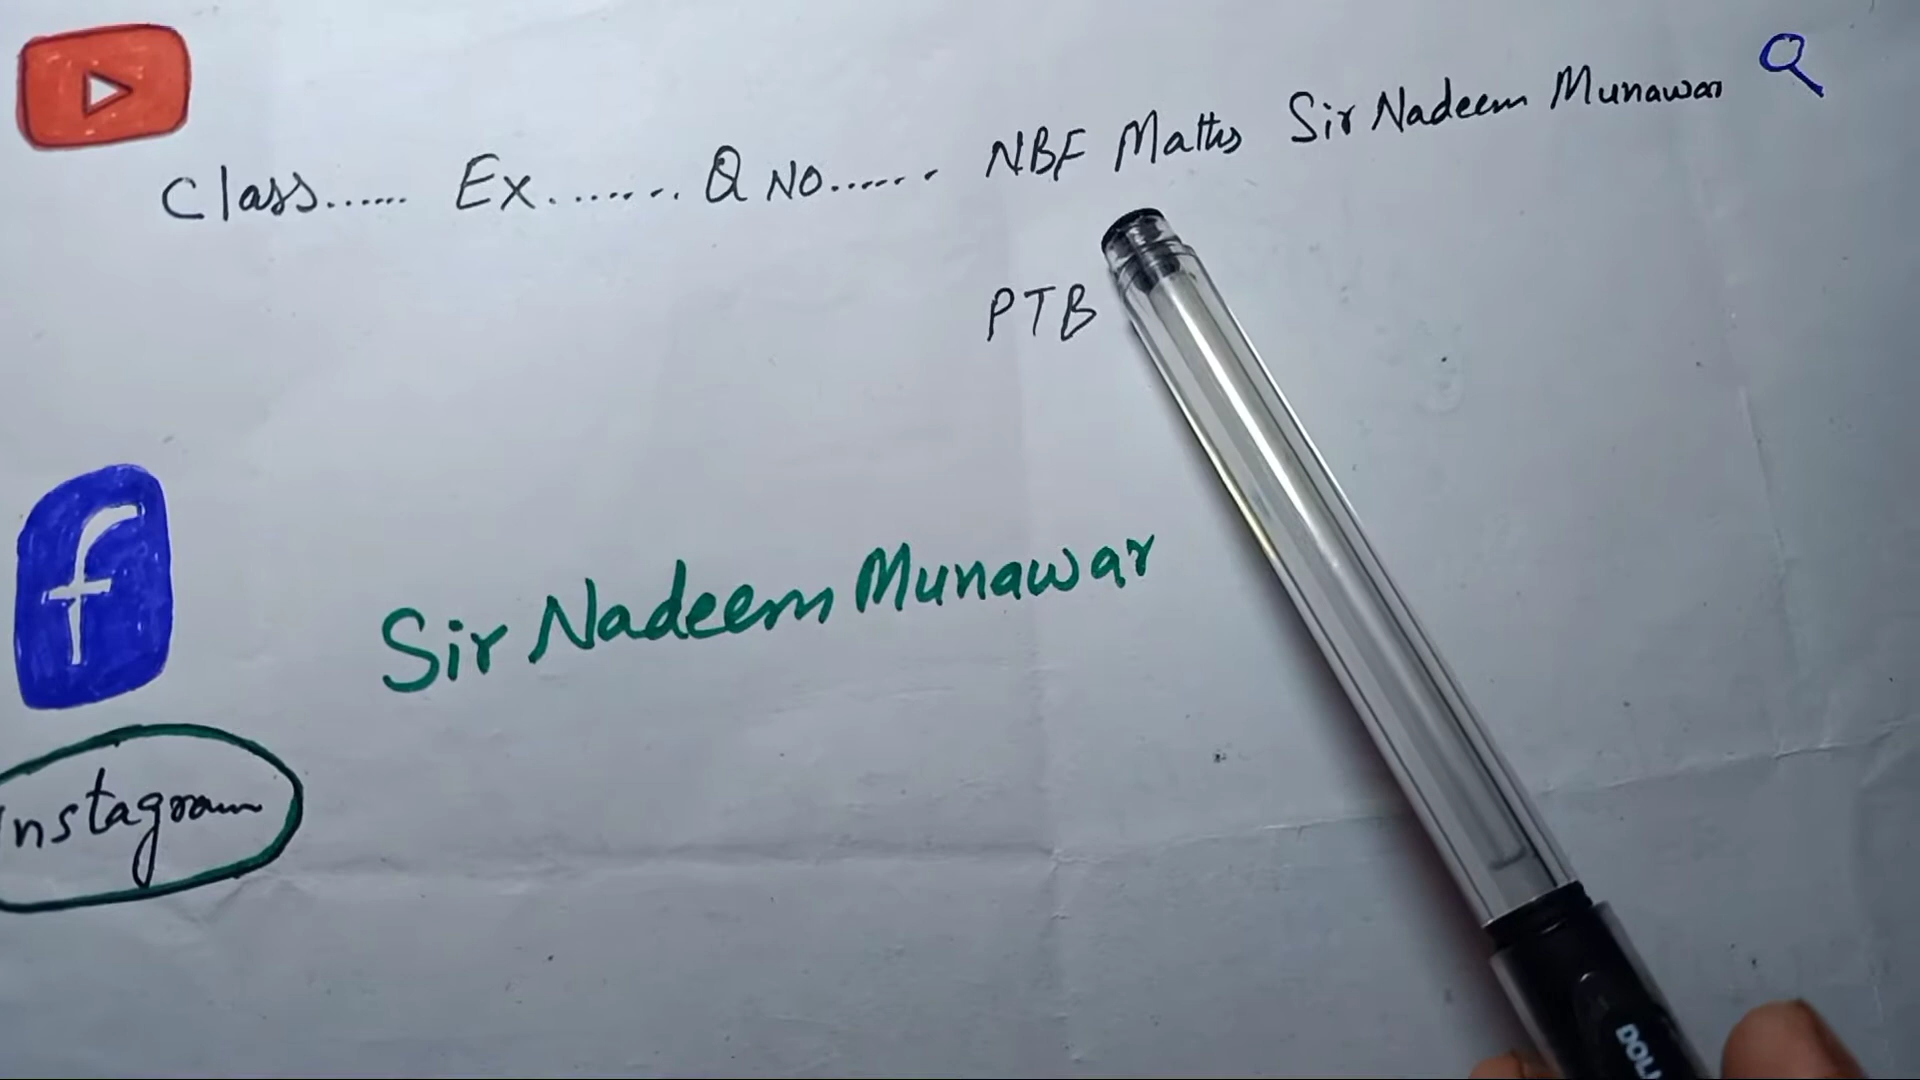 Class...... Ex........ Q No...... NBF Maths Sir Nadeem Munawar
PTB
f
Sir Nadeem Munawar
Instagram